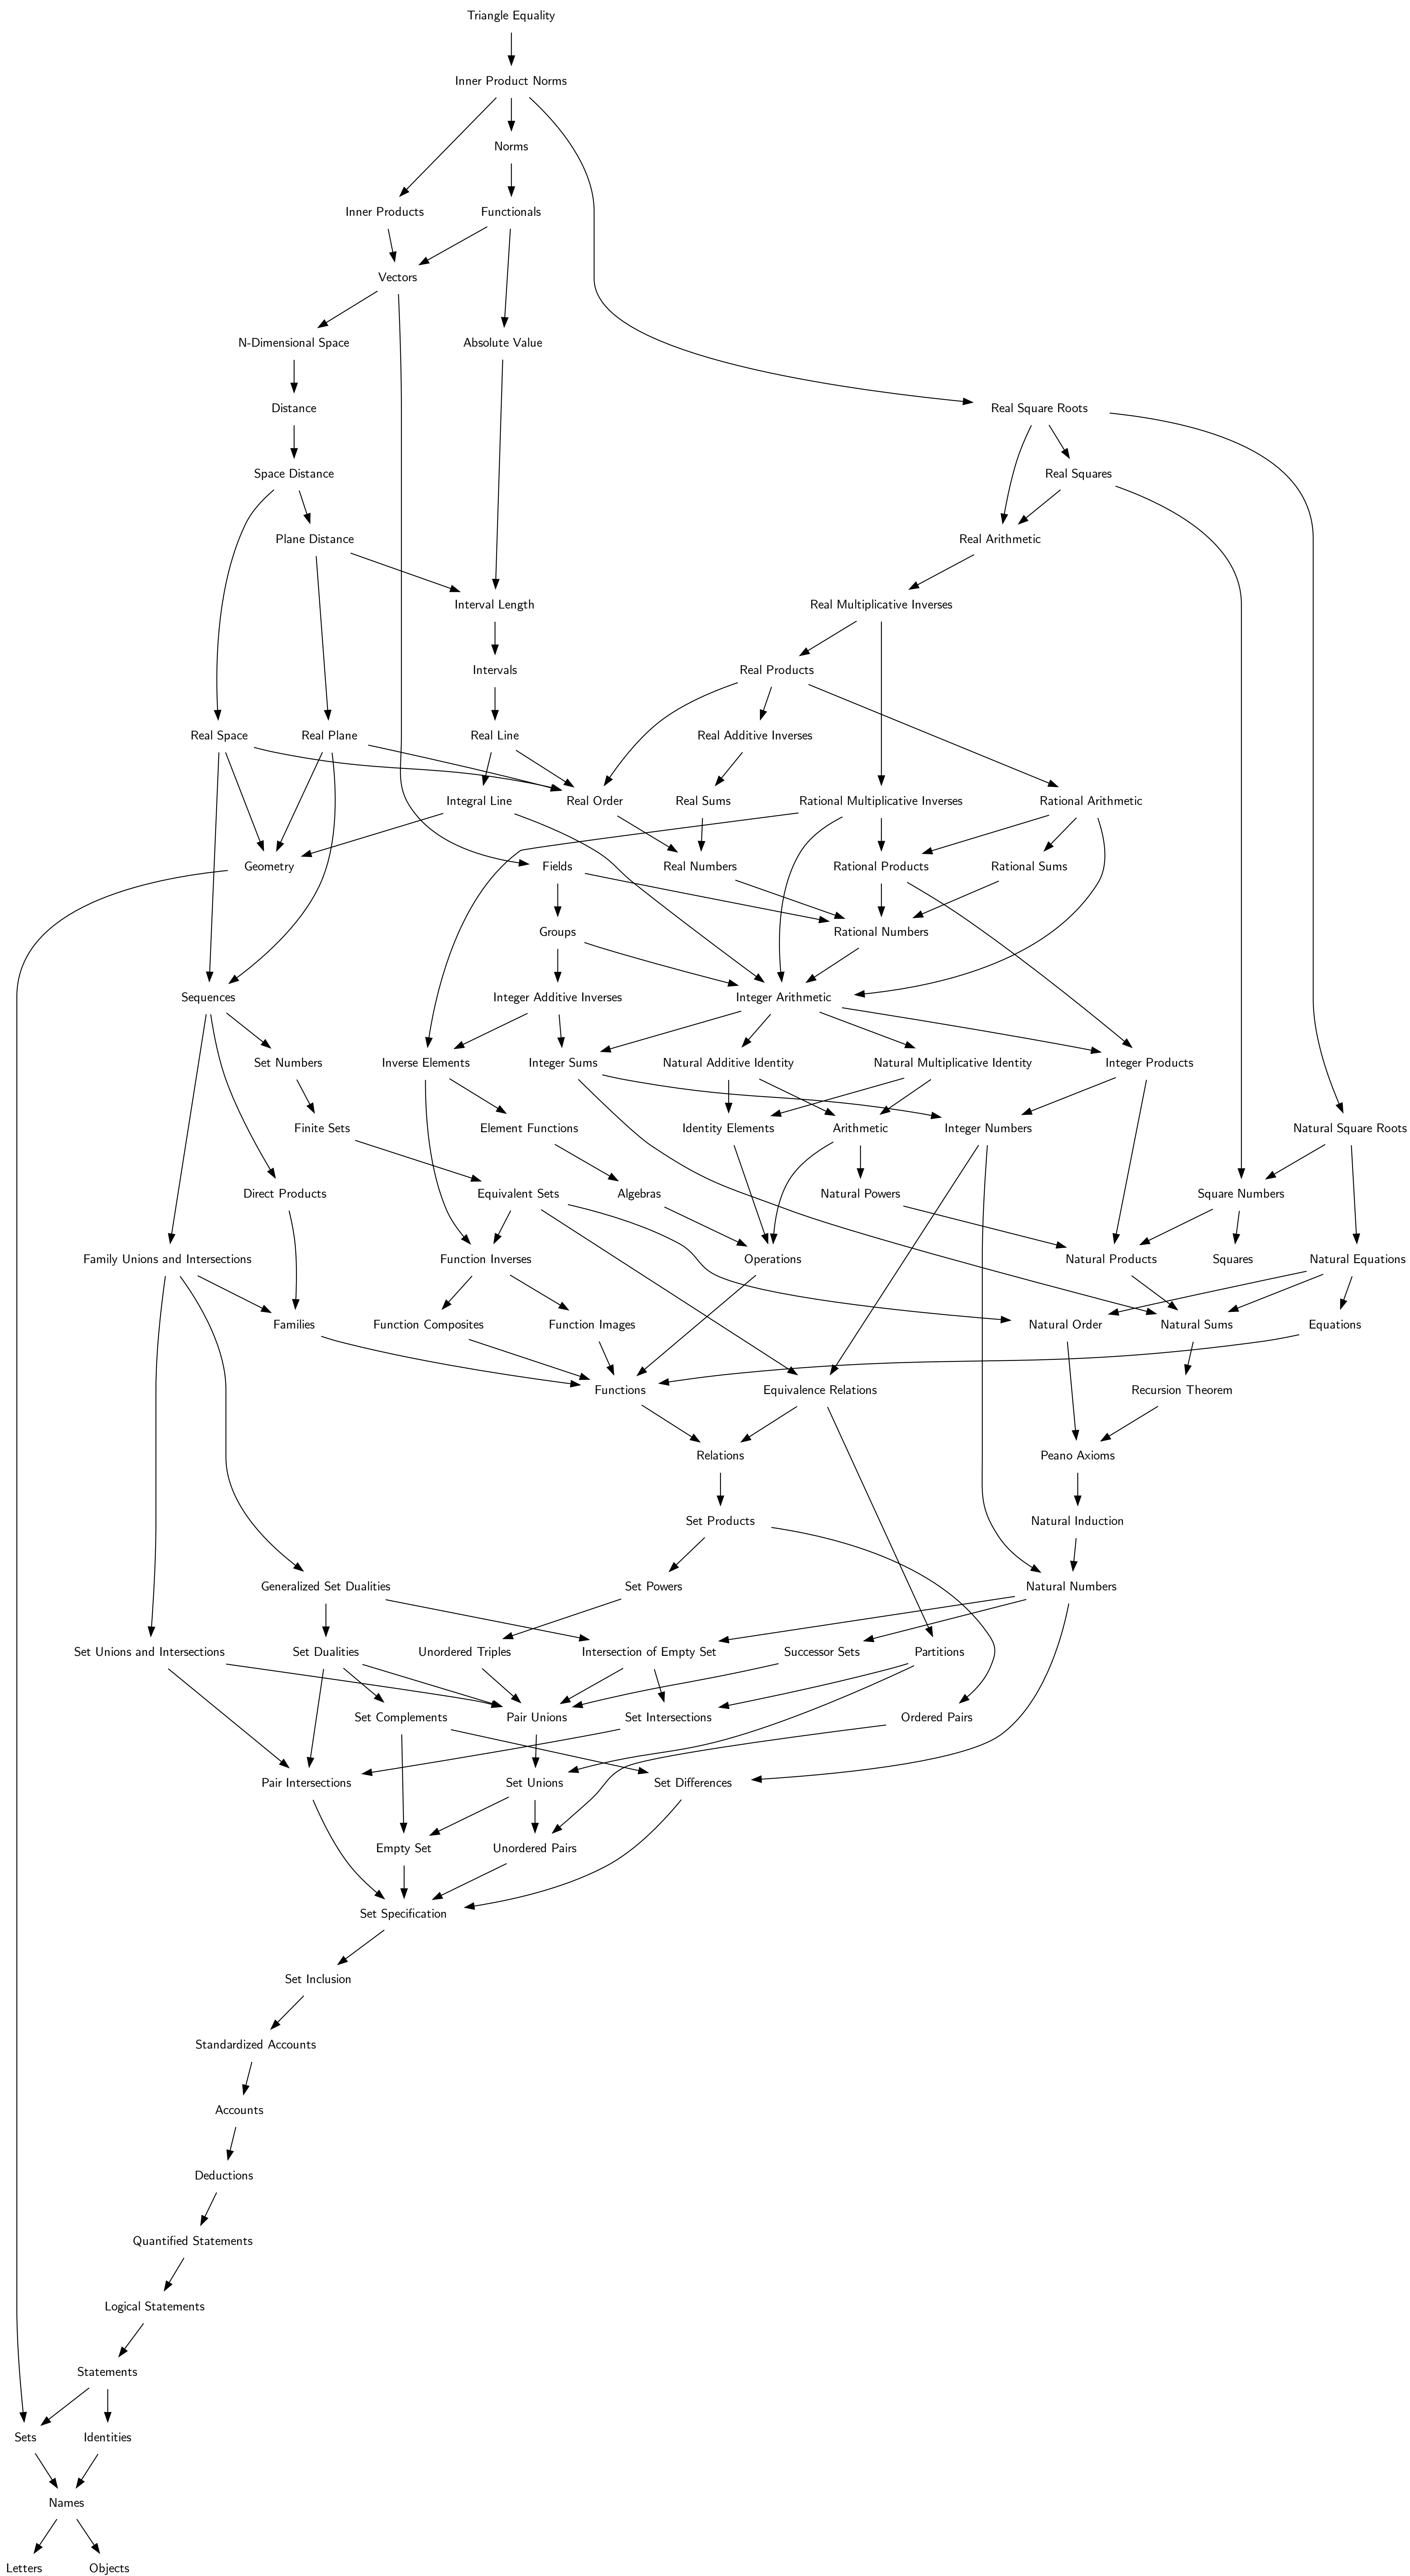 Triangle Equality
Inner Product Norms
Norms
Inner Products
Functionals
Vectors
N-Dimensional Space
Absolute Value
Distance
Real Square Roots
Space Distance
Real Squares
Plane Distance
Real Arithmetic
Interval Length
Real Multiplicative Inverses
Intervals
Real Products
Real Space
Real Plane
Real Line
Real Additive Inverses
Integral Line
Real Order
Real Sums
Rational Multiplicative Inverses
Rational Arithmetic
Geometry
Fields
Real Numbers
Rational Products
Rational Sums
Groups
Rational Numbers
Sequences
Integer Additive Inverses
Integer Arithmetic
Set Numbers
Inverse Elements
Integer Sums
Natural Additive Identity
Natural Multiplicative Identity
Integer Products
Finite Sets
Element Functions
Identity Elements
Arithmetic
Integer Numbers
Natural Square Roots
Direct Products
Equivalent Sets
Algebras
Natural Powers
Square Numbers
Family Unions and Intersections
Function Inverses
Operations
Natural Products
Squares
Natural Equations
Families
Function Composites
Function Images
Natural Order
Natural Sums
Equations
Functions
Equivalence Relations
Recursion Theorem
Relations
Peano Axioms
Set Products
Natural Induction
Generalized Set Dualities
Set Powers
Natural Numbers
Set Unions and Intersections
Set Dualities
Unordered Triples
Intersection of Empty Set
Successor Sets
Partitions
Set Complements
Pair Unions
Set Intersections
Ordered Pairs
Pair Intersections
Set Unions
Set Differences
Empty Set
Unordered Pairs
Set Specification
Set Inclusion
Standardized Accounts
Accounts
Deductions
Quantified Statements
Logical Statements
Statements
Sets
Identities
Names
Letters
Objects